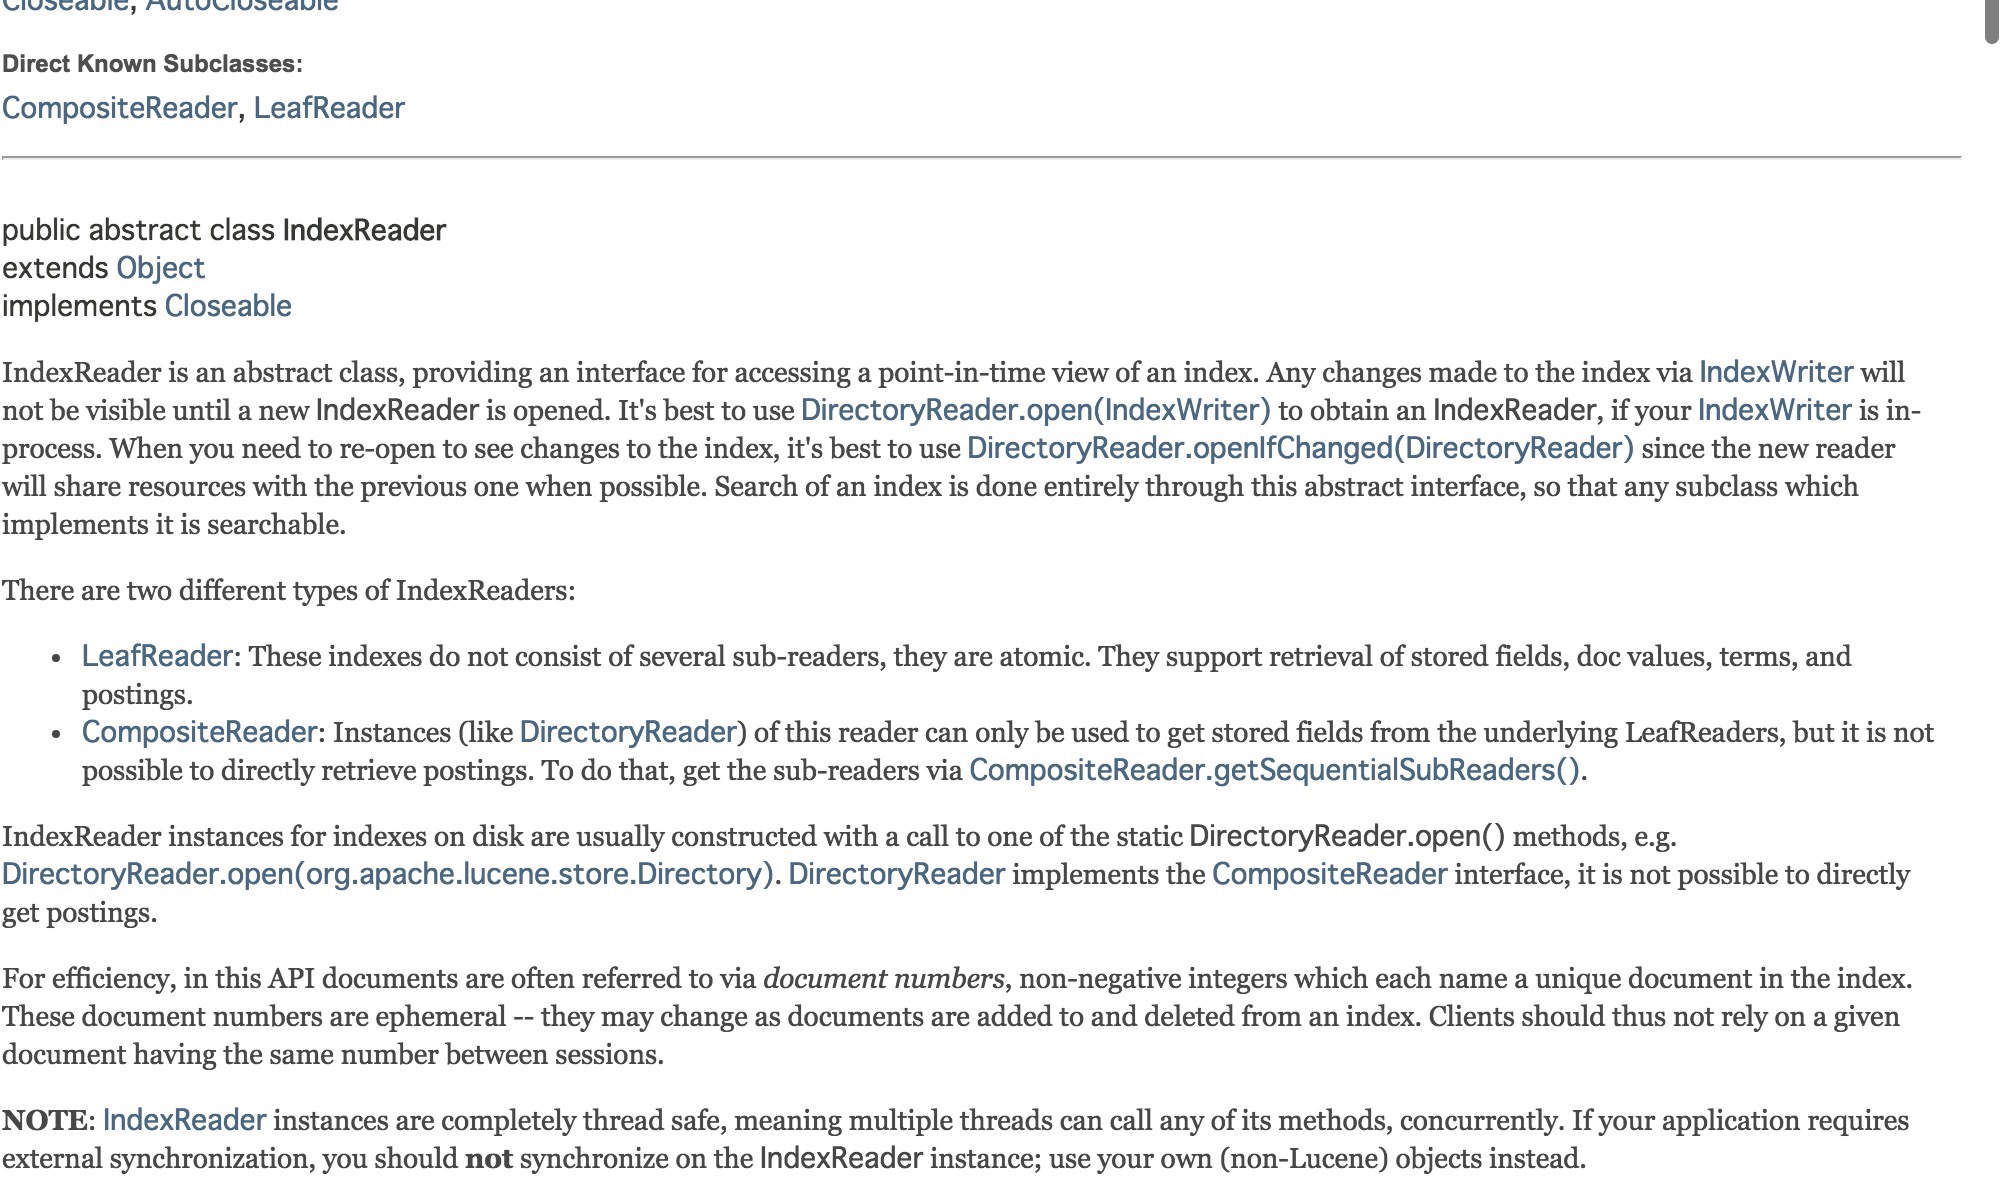 Closeable, AutoCloseable
Direct Known Subclasses:
CompositeReader, LeafReader
public abstract class IndexReader
extends Object
implements Closeable
IndexReader is an abstract class, providing an interface for accessing a point-in-time view of an index. Any changes made to the index via IndexWriter will
not be visible until a new IndexReader is opened. It's best to use DirectoryReader.open(IndexWriter) to obtain an IndexReader, if your IndexWriter is in-
process. When you need to re-open to see changes to the index, it's best to use DirectoryReader.openIfChanged(DirectoryReader) since the new reader
will share resources with the previous one when possible. Search of an index is done entirely through this abstract interface, so that any subclass which
implements it is searchable.
There are two different types of IndexReaders:
• LeafReader: These indexes do not consist of several sub-readers, they are atomic. They support retrieval of stored fields, doc values, terms, and
postings.
• CompositeReader: Instances (like DirectoryReader) of this reader can only be used to get stored fields from the underlying LeafReaders, but it is not
possible to directly retrieve postings. To do that, get the sub-readers via CompositeReader.getSequentialSubReaders().
IndexReader instances for indexes on disk are usually constructed with a call to one of the static DirectoryReader.open() methods, e.g.
DirectoryReader.open(org.apache.lucene.store.Directory). DirectoryReader implements the CompositeReader interface, it is not possible to directly
get postings.
For efficiency, in this API documents are often referred to via document numbers, non-negative integers which each name a unique document in the index.
These document numbers are ephemeral -- they may change as documents are added to and deleted from an index. Clients should thus not rely on a given
document having the same number between sessions.
NOTE: IndexReader instances are completely thread safe, meaning multiple threads can call any of its methods, concurrently. If your application requires
external synchronization, you should not synchronize on the IndexReader instance; use your own (non-Lucene) objects instead.